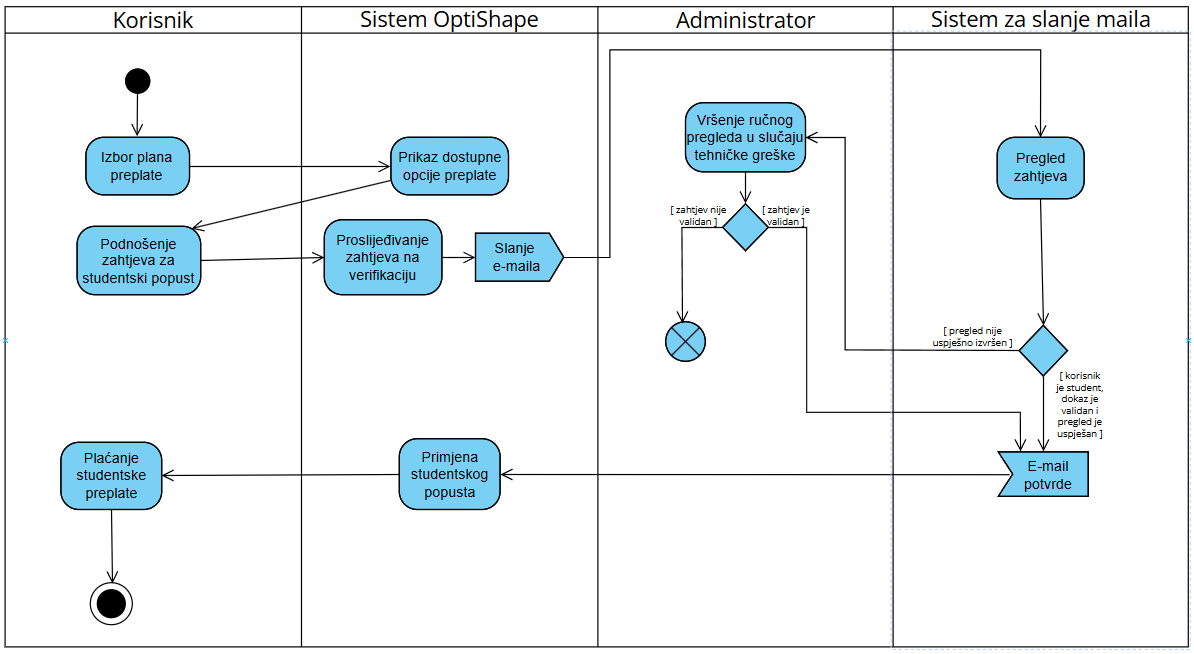 Korisnik
Sistem OptiShape
Administrator
Sistem za slanje maila
Izbor plana
preplate
Prikaz dostupne
opcije preplate
Vršenje ručnog
pregleda u slučaju
tehničke greške
Pregled
zahtjeva
[ zahtjev nije
validan ]
[ zahtjev je
validan ]
Podnošenje
zahtjeva za
studentski popust
Proslijeđivanje
zahtjeva na
verifikaciju
Slanje
e-maila
[ pregled nije
uspješno izvršen ]
[ korisnik
je student,
dokaz je
validan i
pregled je
uspješan ]
Plaćanje
studentske
preplate
Primjena
studentskog
popusta
E-mail
potvrde